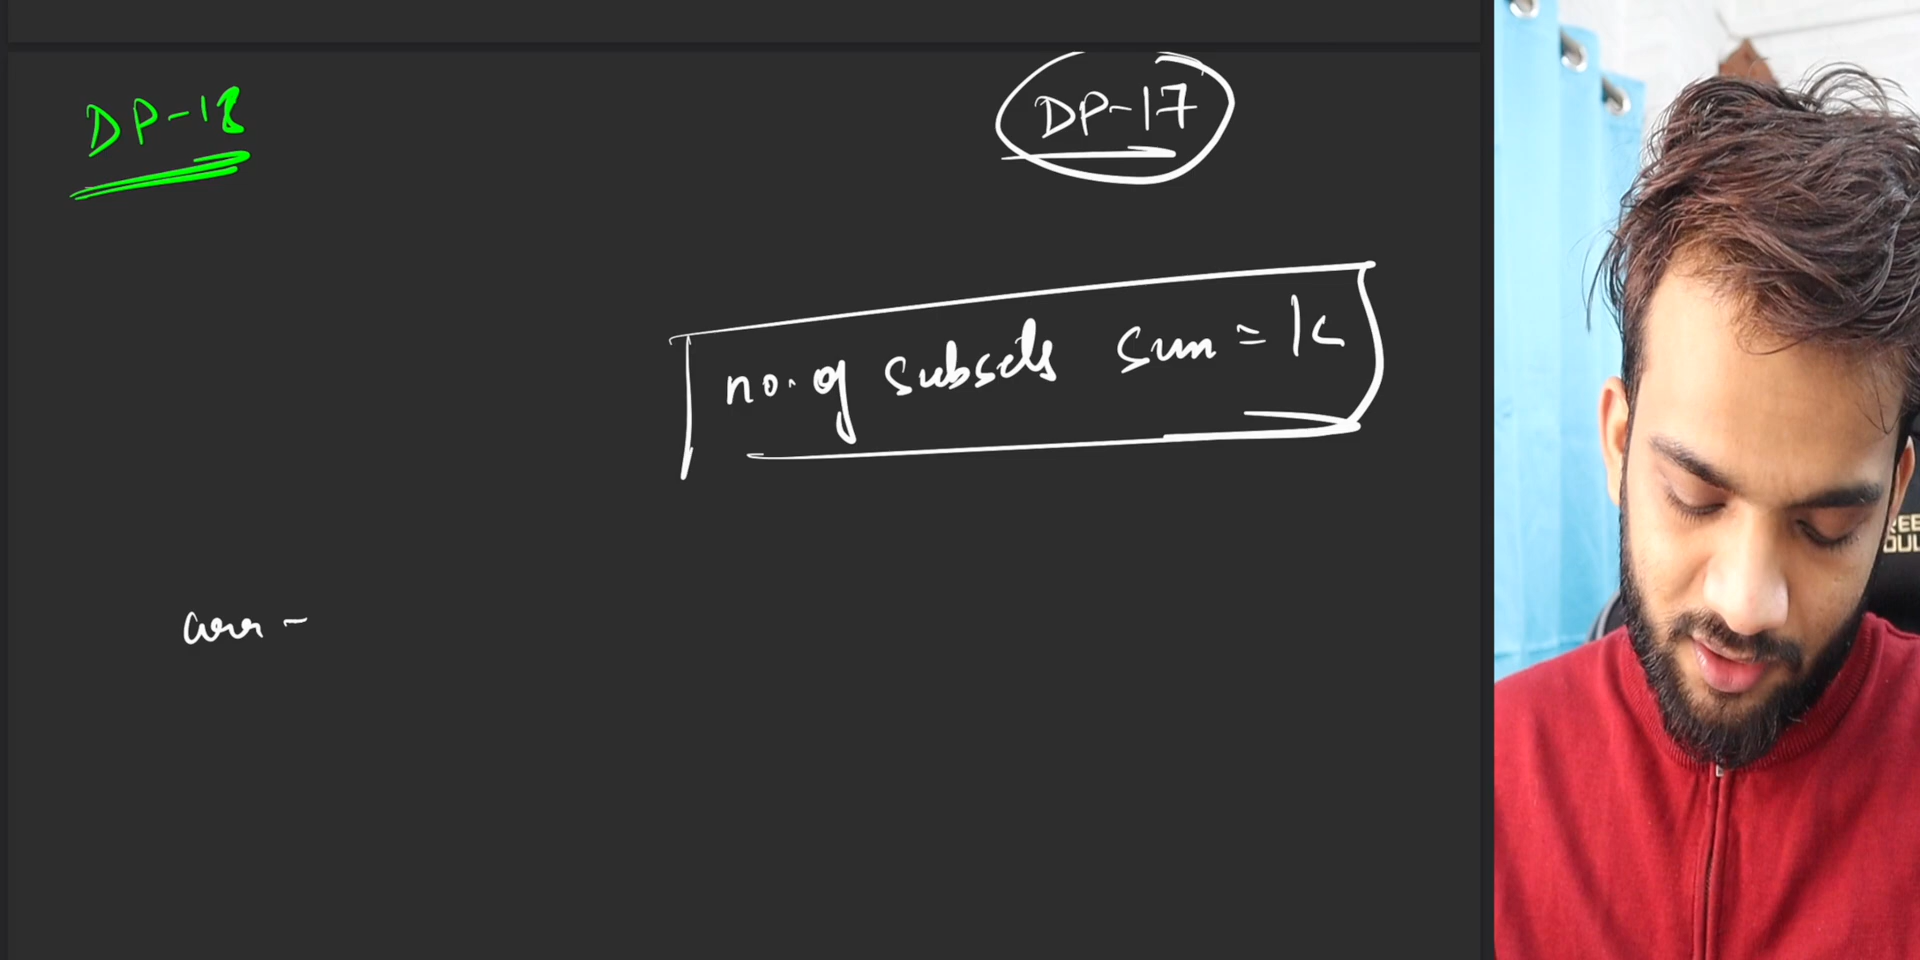 DP-18
DP-17
no. of subsets sum = K
arr -